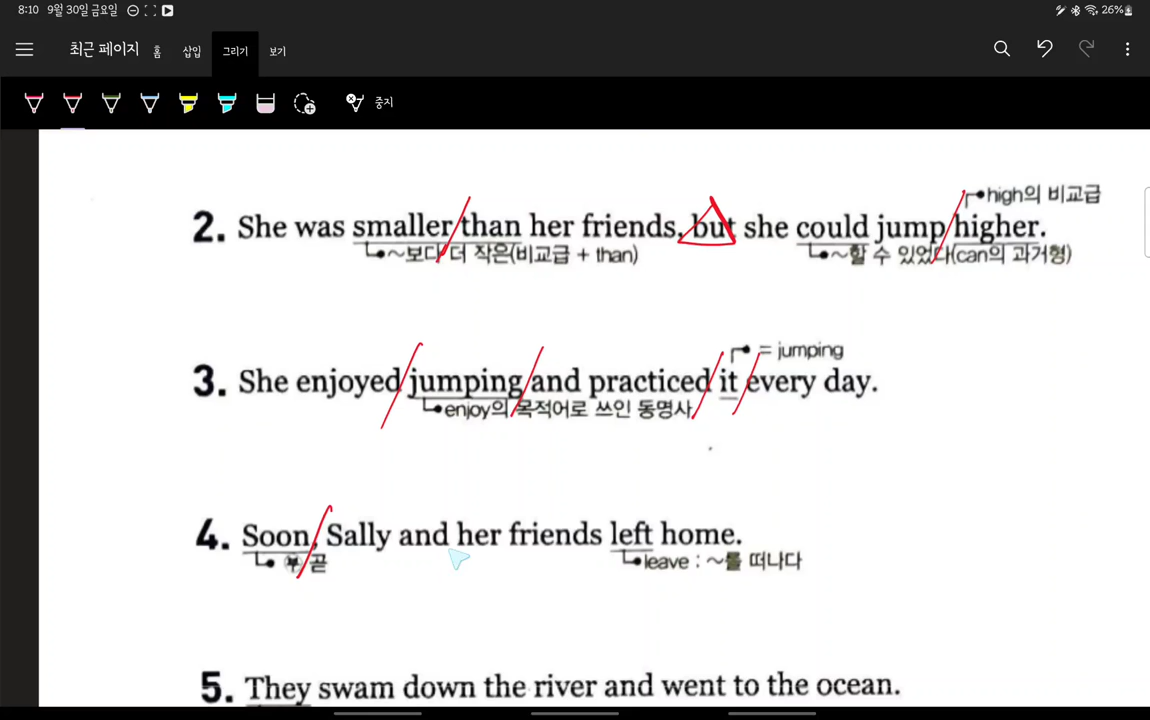 8:10 9월 30일 금요일 26%
최근 페이지 홈 삽입 그리기 보기
중지
high의 비교급
2. She was smaller than her friends, but she could jump higher.
~보다 더 작은(비교급 + than) ~할 수 있었다(can의 과거형)
= jumping
3. She enjoyed jumping and practiced it every day.
enjoy의 목적어로 쓰인 동명사
4. Soon, Sally and her friends left home.
부 곧 leave : ~를 떠나다
5. They swam down the river and went to the ocean.